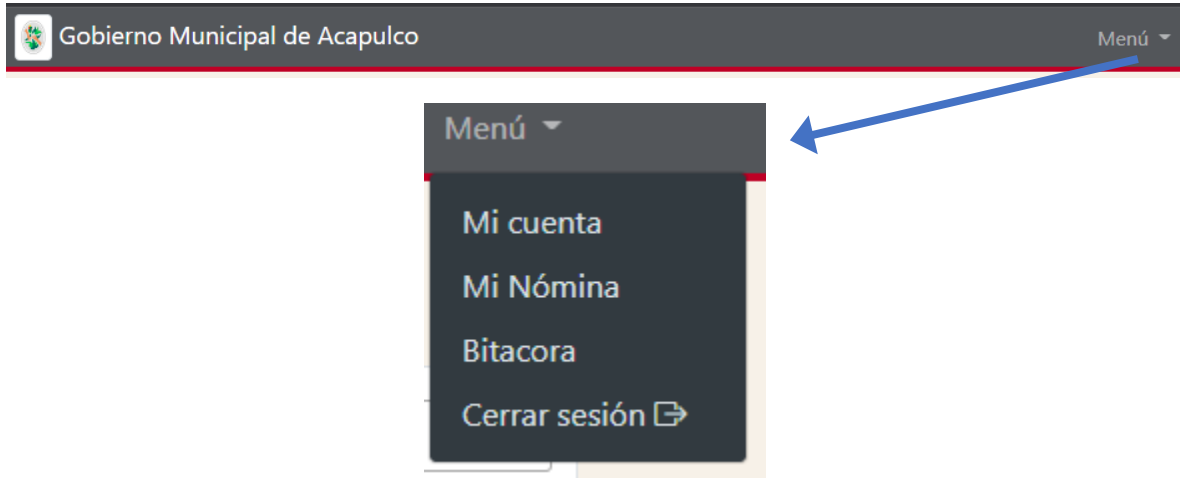 Gobierno Municipal de Acapulco
Menú
Menú
Mi cuenta
Mi Nómina
Bitacora
Cerrar sesión